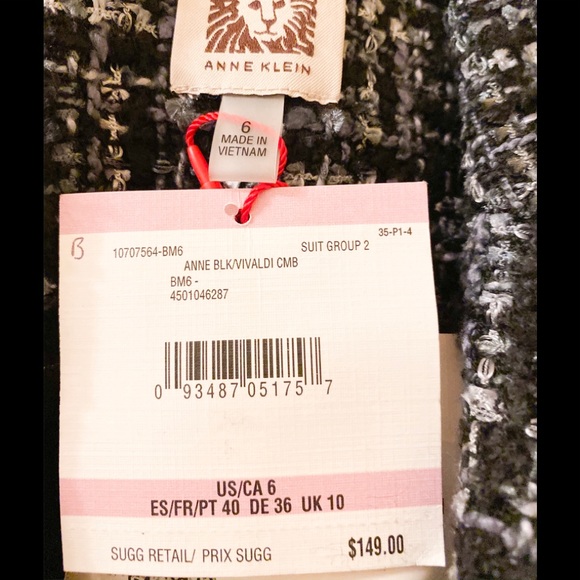 ANNE KLEIN
6
MADE IN
VIETNAM
35-P1-4
B 10707564-BM6 SUIT GROUP 2
ANNE BLK/VIVALDI CMB
BM6 -
4501046287
0 93487 05175 7
US/CA 6
ES/FR/PT 40 DE 36 UK 10
SUGG RETAIL/ PRIX SUGG $149.00